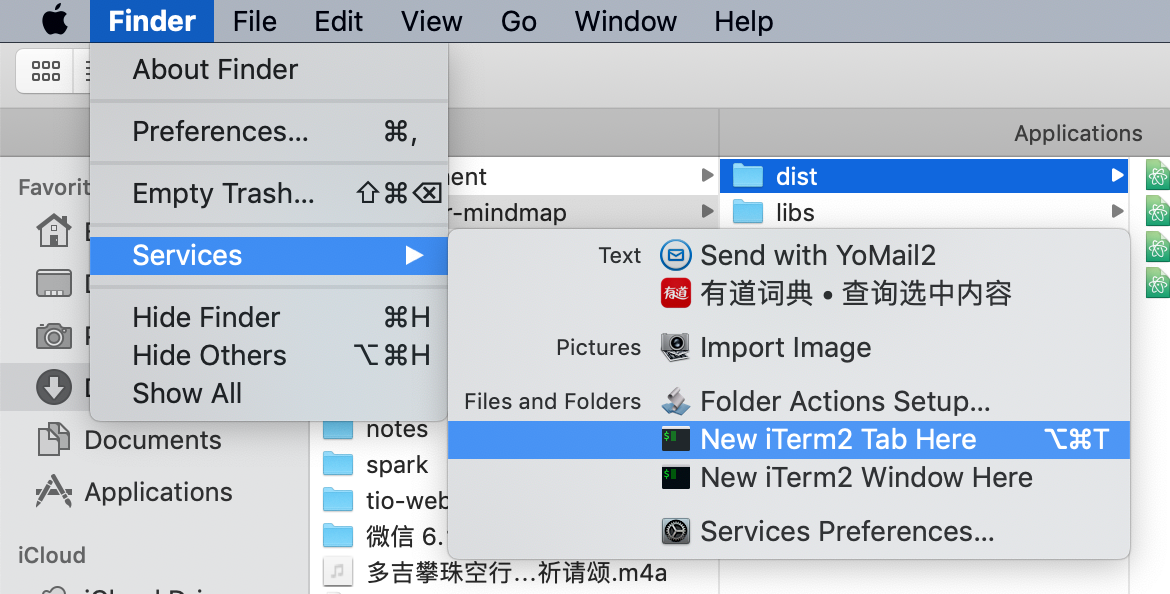 Finder File Edit View Go Window Help
About Finder
Preferences... ⌘,
Empty Trash... ⇧⌘⌫
Services
Hide Finder ⌘H
Hide Others ⌥⌘H
Show All
Applications
Favorit
Documents
Applications
iCloud
dist
libs
-mindmap
Text Send with YoMail2
有道词典 • 查询选中内容
Pictures Import Image
Files and Folders Folder Actions Setup...
New iTerm2 Tab Here ⌥⌘T
New iTerm2 Window Here
Services Preferences...
notes
spark
tio-web
微信 6.
多吉攀珠空行...祈请颂.m4a